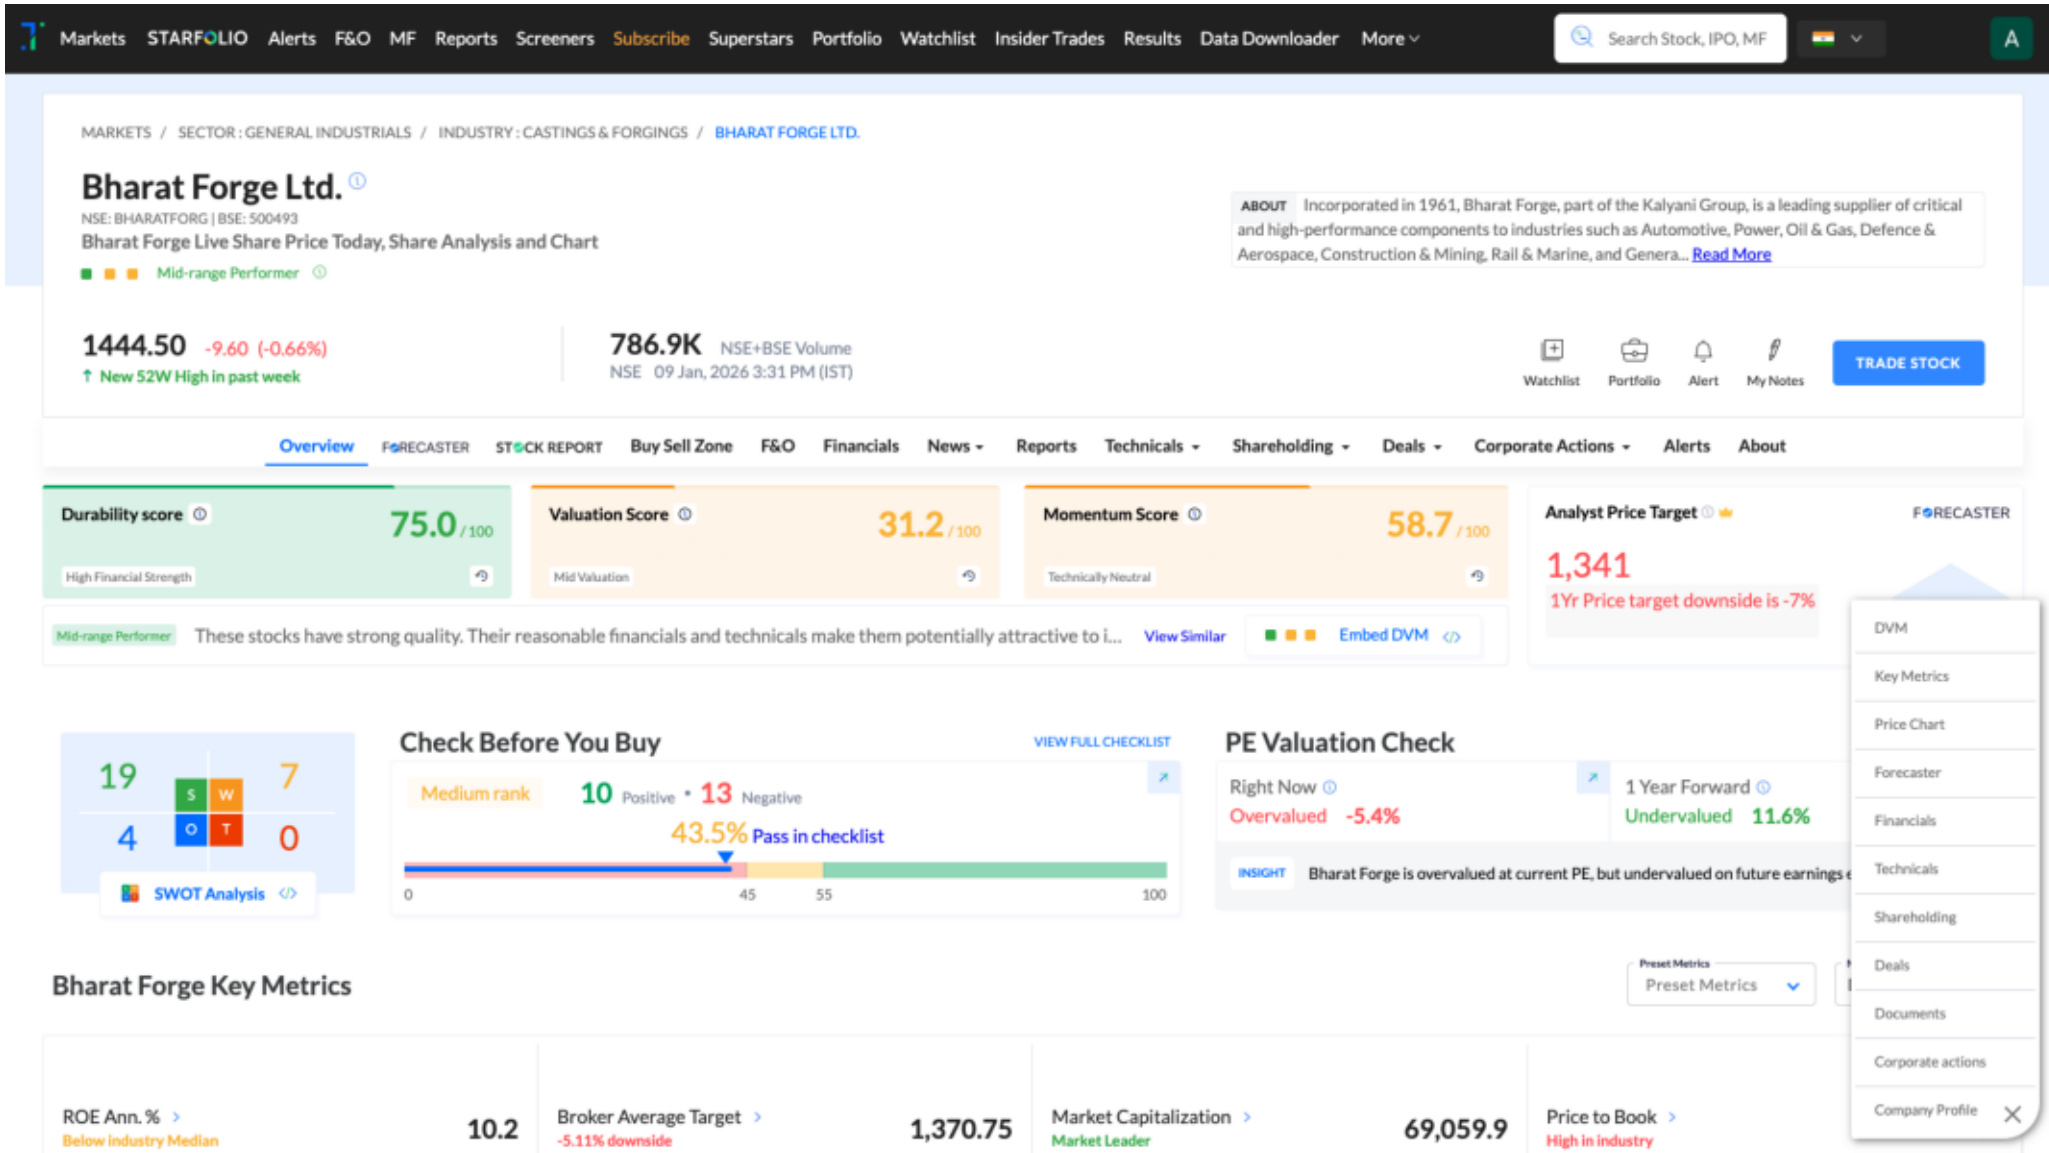 Markets STARFOLIO Alerts F&O MF Reports Screeners Subscribe Superstars Portfolio Watchlist Insider Trades Results Data Downloader More Search Stock, IPO, MF A
MARKETS / SECTOR : GENERAL INDUSTRIALS / INDUSTRY : CASTINGS & FORGINGS / BHARAT FORGE LTD.
Bharat Forge Ltd.
NSE: BHARATFORG | BSE: 500493
Bharat Forge Live Share Price Today, Share Analysis and Chart
Mid-range Performer
ABOUT Incorporated in 1961, Bharat Forge, part of the Kalyani Group, is a leading supplier of critical
and high-performance components to industries such as Automotive, Power, Oil & Gas, Defence &
Aerospace, Construction & Mining, Rail & Marine, and Genera... Read More
1444.50 -9.60 (-0.66%)
↑ New 52W High in past week
786.9K NSE+BSE Volume
NSE 09 Jan, 2026 3:31 PM (IST)
Watchlist Portfolio Alert My Notes TRADE STOCK
Overview FORECASTER STOCK REPORT Buy Sell Zone F&O Financials News Reports Technicals Shareholding Deals Corporate Actions Alerts About
Durability score 75.0 /100
High Financial Strength
Valuation Score 31.2 /100
Mid Valuation
Momentum Score 58.7 /100
Technically Neutral
Analyst Price Target FORECASTER
1,341
1Yr Price target downside is -7%
Mid-range Performer These stocks have strong quality. Their reasonable financials and technicals make them potentially attractive to i... View Similar Embed DVM </>
19 S W 7
4 O T 0
SWOT Analysis </>
Check Before You Buy VIEW FULL CHECKLIST
Medium rank 10 Positive • 13 Negative
43.5% Pass in checklist
0 45 55 100
PE Valuation Check
Right Now
Overvalued -5.4%
1 Year Forward
Undervalued 11.6%
INSIGHT Bharat Forge is overvalued at current PE, but undervalued on future earnings
Bharat Forge Key Metrics
Preset Metrics
Preset Metrics
ROE Ann. % > 10.2
Below industry Median
Broker Average Target > 1,370.75
-5.11% downside
Market Capitalization > 69,059.9
Market Leader
Price to Book >
High in industry
DVM
Key Metrics
Price Chart
Forecaster
Financials
Technicals
Shareholding
Deals
Documents
Corporate actions
Company Profile